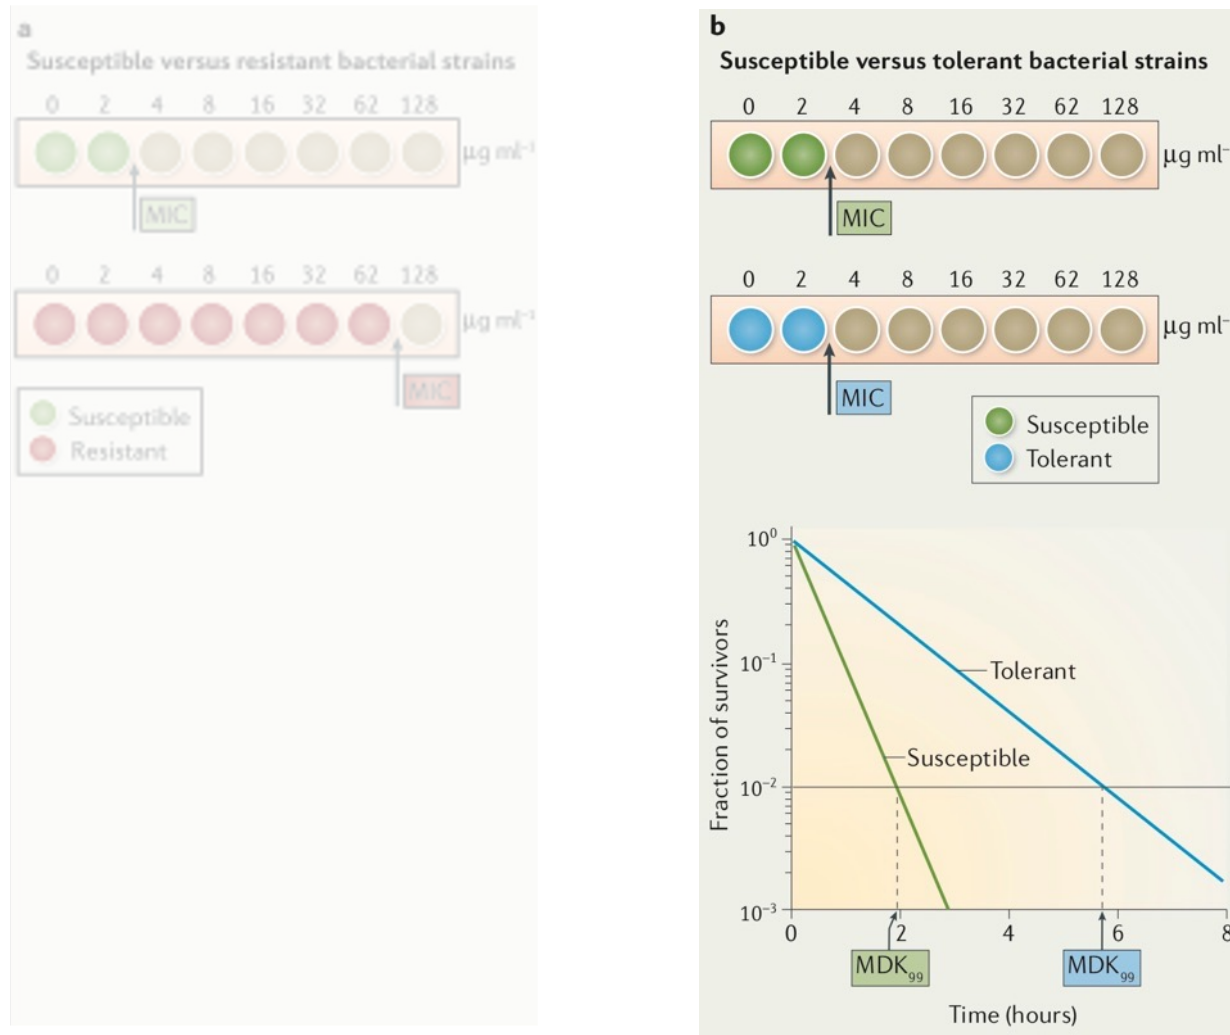 a
Susceptible versus resistant bacterial strains
0 2 4 8 16 32 62 128
μg ml⁻¹
MIC
0 2 4 8 16 32 62 128
μg ml⁻¹
MIC
Susceptible
Resistant
b
Susceptible versus tolerant bacterial strains
0 2 4 8 16 32 62 128
μg ml⁻
MIC
0 2 4 8 16 32 62 128
μg ml⁻
MIC
Susceptible
Tolerant
10⁰
10⁻¹
10⁻²
10⁻³
Fraction of survivors
Tolerant
Susceptible
0 2 4 6 8
MDK₉₉ MDK₉₉
Time (hours)